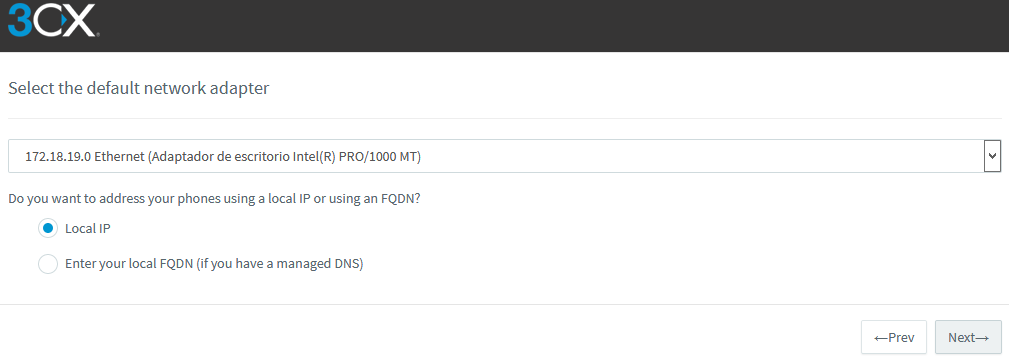 3CX
Select the default network adapter
172.18.19.0 Ethernet (Adaptador de escritorio Intel(R) PRO/1000 MT)
Do you want to address your phones using a local IP or using an FQDN?
Local IP
Enter your local FQDN (if you have a managed DNS)
←Prev Next→